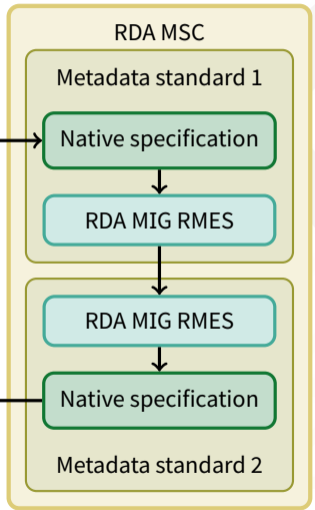 RDA MSC
Metadata standard 1
Native specification
RDA MIG RMES
RDA MIG RMES
Native specification
Metadata standard 2